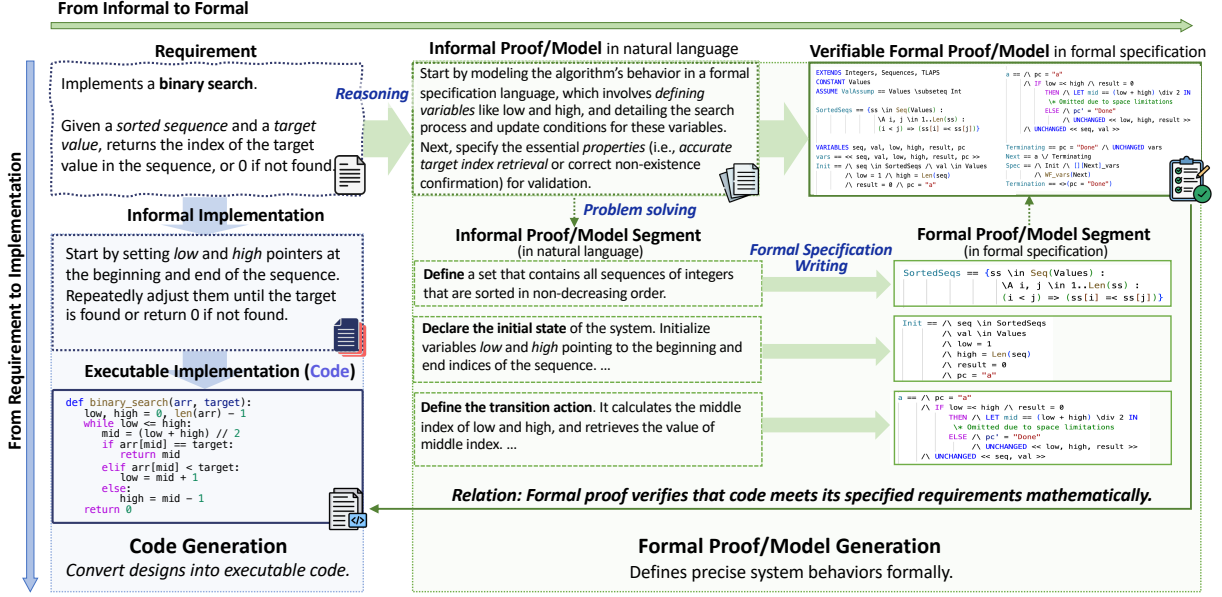 From Informal to Formal
From Requirement to Implementation
Requirement
Implements a binary search.
Given a sorted sequence and a target
value, returns the index of the target
value in the sequence, or 0 if not found.
Informal Implementation
Start by setting low and high pointers at
the beginning and end of the sequence.
Repeatedly adjust them until the target
is found or return 0 if not found.
Executable Implementation (Code)
def binary_search(arr, target):
low, high = 0, len(arr) - 1
while low <= high:
mid = (low + high) // 2
if arr[mid] == target:
return mid
elif arr[mid] < target:
low = mid + 1
else:
high = mid - 1
return 0
</>
Code Generation
Convert designs into executable code.
Reasoning
Informal Proof/Model in natural language
Start by modeling the algorithm's behavior in a formal
specification language, which involves defining
variables like low and high, and detailing the search
process and update conditions for these variables.
Next, specify the essential properties (i.e., accurate
target index retrieval or correct non-existence
confirmation) for validation.
Problem solving
Verifiable Formal Proof/Model in formal specification
EXTENDS Integers, Sequences, TLAPS
CONSTANT Values
ASSUME ValAssump == Values \subseteq Int
SortedSeqs == {ss \in Seq(Values) :
\A i, j \in 1..Len(ss) :
(i < j) => (ss[i] =< ss[j])}
VARIABLES seq, val, low, high, result, pc
vars == << seq, val, low, high, result, pc >>
Init == /\ seq \in SortedSeqs /\ val \in Values
/\ low = 1 /\ high = Len(seq)
/\ result = 0 /\ pc = "a"
a == /\ pc = "a"
/\ IF low =< high /\ result = 0
THEN /\ LET mid == (low + high) \div 2 IN
\* Omitted due to space limitations
ELSE /\ pc' = "Done"
/\ UNCHANGED << low, high, result >>
/\ UNCHANGED << seq, val >>
Terminating == pc = "Done" /\ UNCHANGED vars
Next == a \/ Terminating
Spec == /\ Init /\ [][Next]_vars
/\ WF_vars(Next)
Termination == <>(pc = "Done")
Informal Proof/Model Segment
(in natural language)
Formal Specification
Writing
Formal Proof/Model Segment
(in formal specification)
Define a set that contains all sequences of integers
that are sorted in non-decreasing order.
SortedSeqs == {ss \in Seq(Values) :
\A i, j \in 1..Len(ss) :
(i < j) => (ss[i] =< ss[j])}
Declare the initial state of the system. Initialize
variables low and high pointing to the beginning and
end indices of the sequence. ...
Init == /\ seq \in SortedSeqs
/\ val \in Values
/\ low = 1
/\ high = Len(seq)
/\ result = 0
/\ pc = "a"
Define the transition action. It calculates the middle
index of low and high, and retrieves the value of
middle index. ...
a == /\ pc = "a"
/\ IF low =< high /\ result = 0
THEN /\ LET mid == (low + high) \div 2 IN
\* Omitted due to space limitations
ELSE /\ pc' = "Done"
/\ UNCHANGED << low, high, result >>
/\ UNCHANGED << seq, val >>
Relation: Formal proof verifies that code meets its specified requirements mathematically.
Formal Proof/Model Generation
Defines precise system behaviors formally.